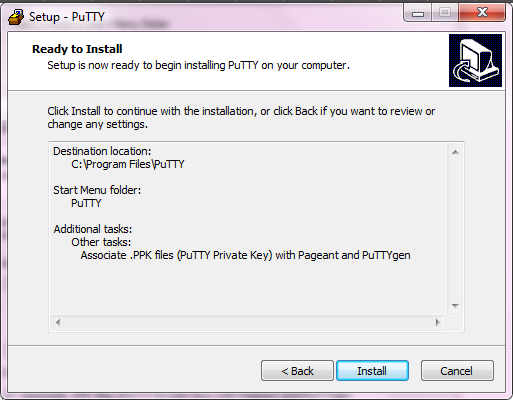 Setup - PuTTY
Ready to Install
Setup is now ready to begin installing PuTTY on your computer.
Click Install to continue with the installation, or click Back if you want to review or
change any settings.
Destination location:
C:\Program Files\PuTTY
Start Menu folder:
PuTTY
Additional tasks:
Other tasks:
Associate .PPK files (PuTTY Private Key) with Pageant and PuTTYgen
< Back
Install
Cancel